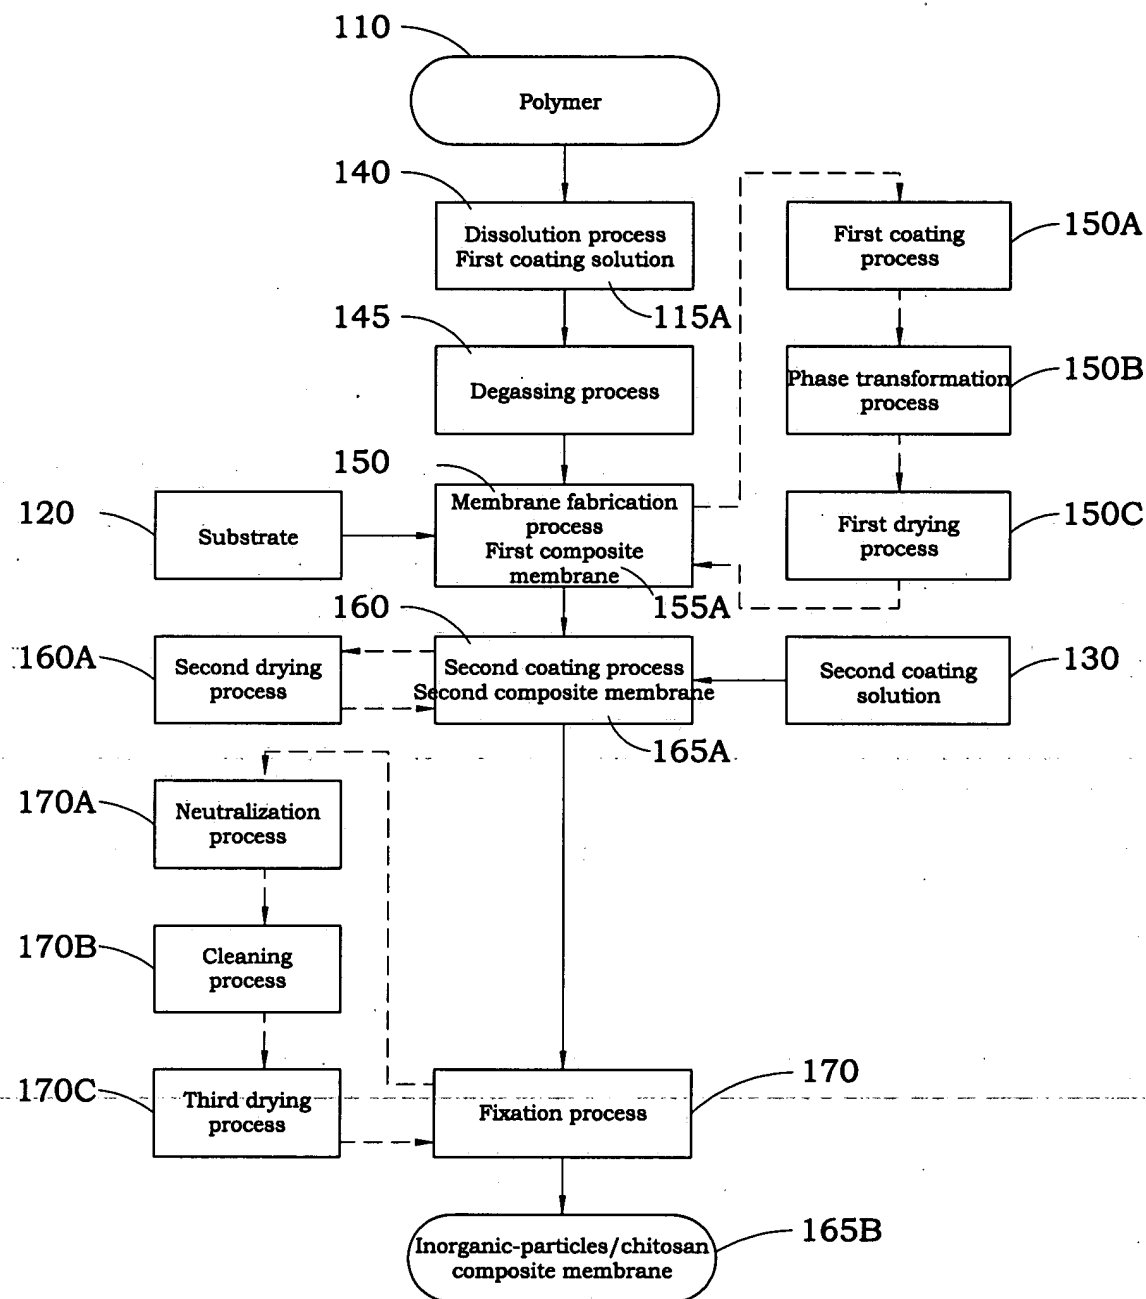 110
Polymer
140
Dissolution process
First coating solution
115A
First coating
process
150A
145
Degassing process
Phase transformation
process
150B
150
Membrane fabrication
process
First composite
membrane
155A
120
Substrate
First drying
process
150C
160
160A
Second drying
process
Second coating process
Second composite membrane
165A
Second coating
solution
130
170A
Neutralization
process
170B
Cleaning
process
170C
Third drying
process
Fixation process
170
Inorganic-particles/chitosan
composite membrane
165B